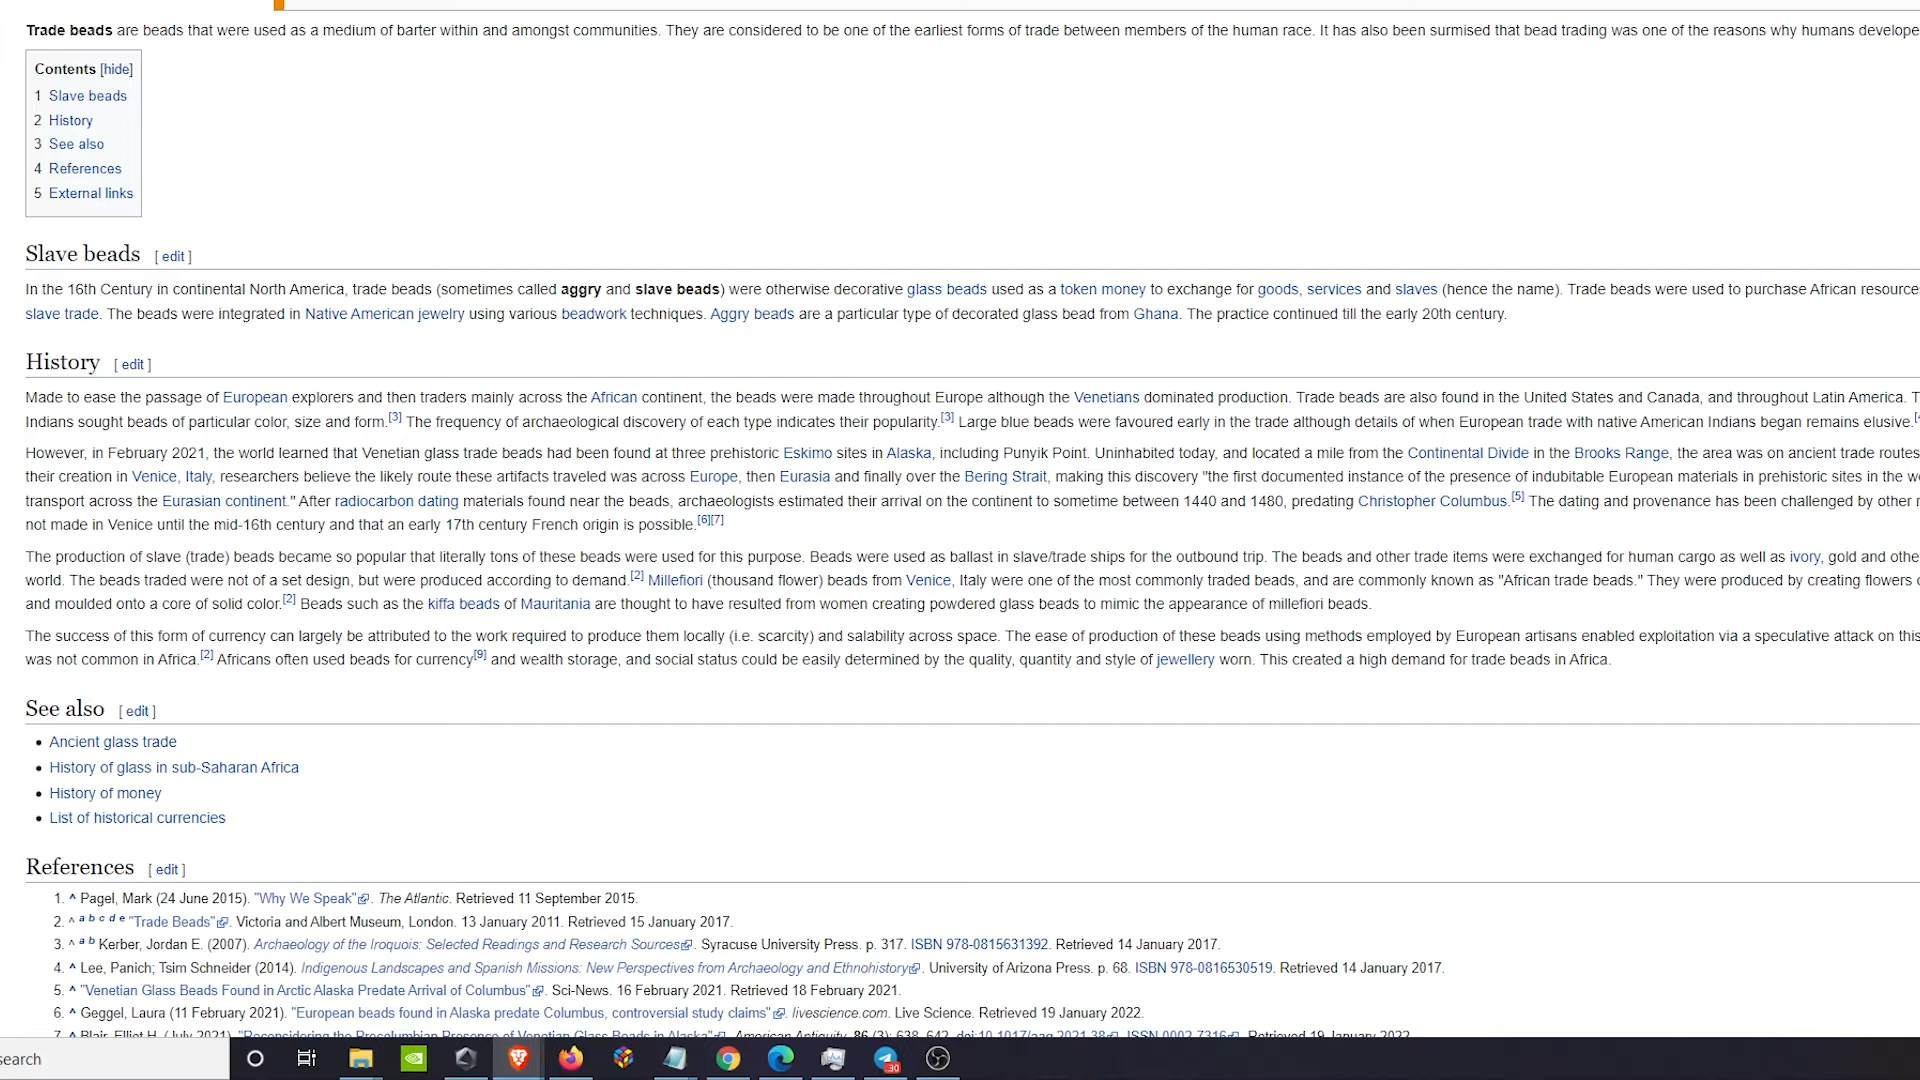 Trade beads are beads that were used as a medium of barter within and amongst communities. They are considered to be one of the earliest forms of trade between members of the human race. It has also been surmised that bead trading was one of the reasons why humans develope
Contents [hide]
1 Slave beads
2 History
3 See also
4 References
5 External links
Slave beads [ edit ]
In the 16th Century in continental North America, trade beads (sometimes called aggry and slave beads) were otherwise decorative glass beads used as a token money to exchange for goods, services and slaves (hence the name). Trade beads were used to purchase African resource
slave trade. The beads were integrated in Native American jewelry using various beadwork techniques. Aggry beads are a particular type of decorated glass bead from Ghana. The practice continued till the early 20th century.
History [ edit ]
Made to ease the passage of European explorers and then traders mainly across the African continent, the beads were made throughout Europe although the Venetians dominated production. Trade beads are also found in the United States and Canada, and throughout Latin America. T
Indians sought beads of particular color, size and form.[3] The frequency of archaeological discovery of each type indicates their popularity.[3] Large blue beads were favoured early in the trade although details of when European trade with native American Indians began remains elusive.[4
However, in February 2021, the world learned that Venetian glass trade beads had been found at three prehistoric Eskimo sites in Alaska, including Punyik Point. Uninhabited today, and located a mile from the Continental Divide in the Brooks Range, the area was on ancient trade routes
their creation in Venice, Italy, researchers believe the likely route these artifacts traveled was across Europe, then Eurasia and finally over the Bering Strait, making this discovery "the first documented instance of the presence of indubitable European materials in prehistoric sites in the we
transport across the Eurasian continent." After radiocarbon dating materials found near the beads, archaeologists estimated their arrival on the continent to sometime between 1440 and 1480, predating Christopher Columbus.[5] The dating and provenance has been challenged by other r
not made in Venice until the mid-16th century and that an early 17th century French origin is possible.[6][7]
The production of slave (trade) beads became so popular that literally tons of these beads were used for this purpose. Beads were used as ballast in slave/trade ships for the outbound trip. The beads and other trade items were exchanged for human cargo as well as ivory, gold and othe
world. The beads traded were not of a set design, but were produced according to demand.[2] Millefiori (thousand flower) beads from Venice, Italy were one of the most commonly traded beads, and are commonly known as "African trade beads." They were produced by creating flowers o
and moulded onto a core of solid color.[2] Beads such as the kiffa beads of Mauritania are thought to have resulted from women creating powdered glass beads to mimic the appearance of millefiori beads.
The success of this form of currency can largely be attributed to the work required to produce them locally (i.e. scarcity) and salability across space. The ease of production of these beads using methods employed by European artisans enabled exploitation via a speculative attack on this
was not common in Africa.[2] Africans often used beads for currency[9] and wealth storage, and social status could be easily determined by the quality, quantity and style of jewellery worn. This created a high demand for trade beads in Africa.
See also [ edit ]
• Ancient glass trade
• History of glass in sub-Saharan Africa
• History of money
• List of historical currencies
References [ edit ]
1. ^ Pagel, Mark (24 June 2015). "Why We Speak". The Atlantic. Retrieved 11 September 2015.
2. ^ a b c d e "Trade Beads". Victoria and Albert Museum, London. 13 January 2011. Retrieved 15 January 2017.
3. ^ a b Kerber, Jordan E. (2007). Archaeology of the Iroquois: Selected Readings and Research Sources. Syracuse University Press. p. 317. ISBN 978-0815631392. Retrieved 14 January 2017.
4. ^ Lee, Panich; Tsim Schneider (2014). Indigenous Landscapes and Spanish Missions: New Perspectives from Archaeology and Ethnohistory. University of Arizona Press. p. 68. ISBN 978-0816530519. Retrieved 14 January 2017.
5. ^ "Venetian Glass Beads Found in Arctic Alaska Predate Arrival of Columbus". Sci-News. 16 February 2021. Retrieved 18 February 2021.
6. ^ Geggel, Laura (11 February 2021). "European beads found in Alaska predate Columbus, controversial study claims". livescience.com. Live Science. Retrieved 19 January 2022.
7. ^ Blair, Elliot H. (July 2021). "Reconsidering the Precolumbian Presence of Venetian Glass Beads in Alaska". American Antiquity. 86 (3): 638–642. doi:10.1017/aaq.2021.38. ISSN 0002-7316. Retrieved 19 January 2022.
search
30